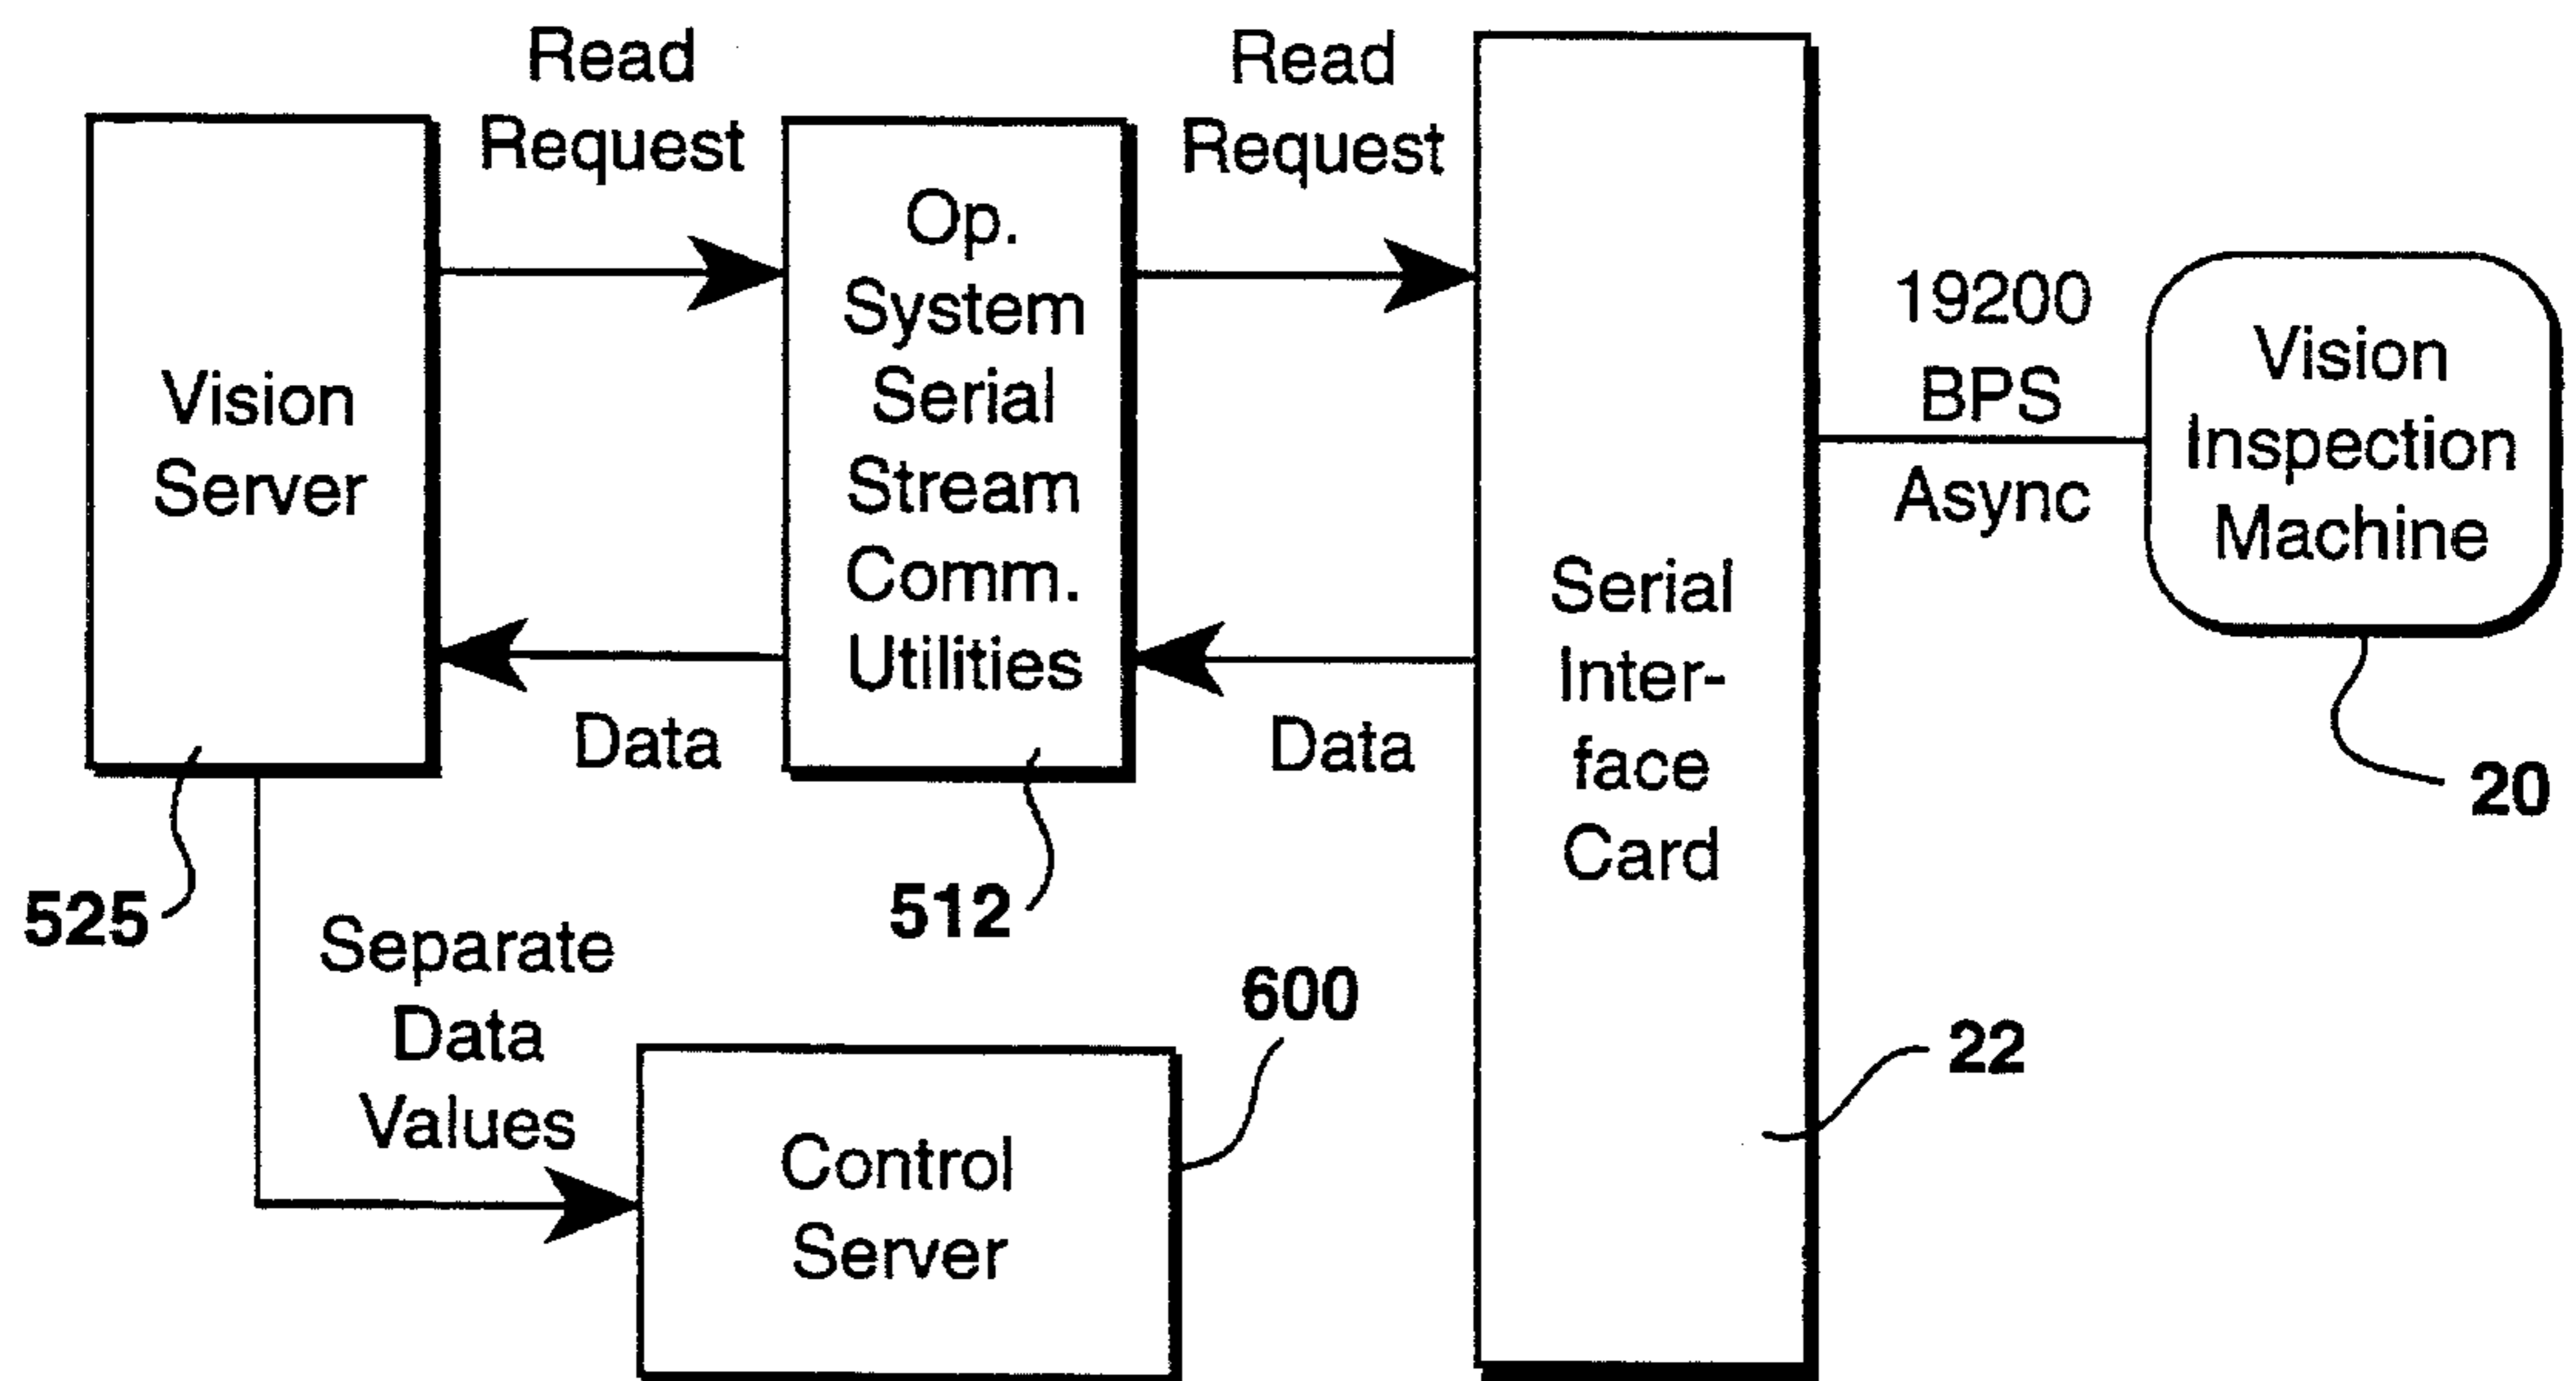 Read
Request
Read
Request
Vision
Server
Op.
System
Serial
Stream
Comm.
Utilities
Serial
Inter-
face
Card
19200
BPS
Async
Vision
Inspection
Machine
Data
Data
20
525
512
Separate
Data
Values
600
22
Control
Server